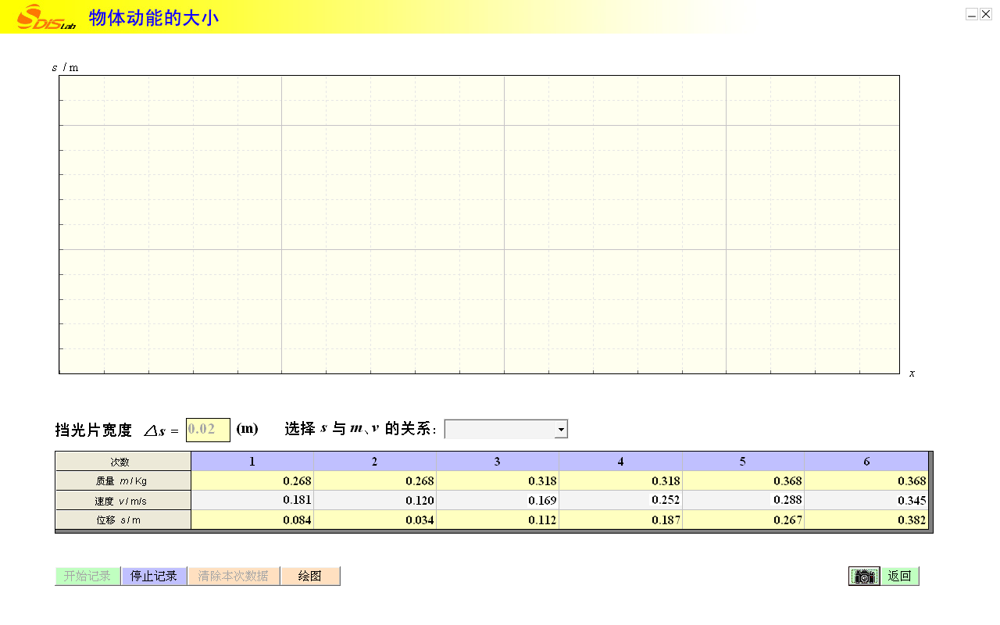 SDISLab 物体动能的大小
s / m
x
挡光片宽度 △s = 0.02 (m) 选择 s 与 m、v 的关系:
次数 1 2 3 4 5 6
质量 m / Kg 0.268 0.268 0.318 0.318 0.368 0.368
速度 v / m/s 0.181 0.120 0.169 0.252 0.288 0.345
位移 s / m 0.084 0.034 0.112 0.187 0.267 0.382
开始记录 停止记录 清除本次数据 绘图 返回